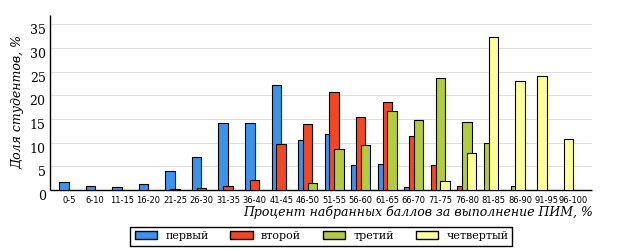 Доля студентов, %
35
30
25
20
15
10
5
0
0-5 6-10 11-15 16-20 21-25 26-30 31-35 36-40 41-45 46-50 51-55 56-60 61-65 66-70 71-75 76-80 81-85 86-90 91-95 96-100
Процент набранных баллов за выполнение ПИМ, %
первый второй третий четвертый